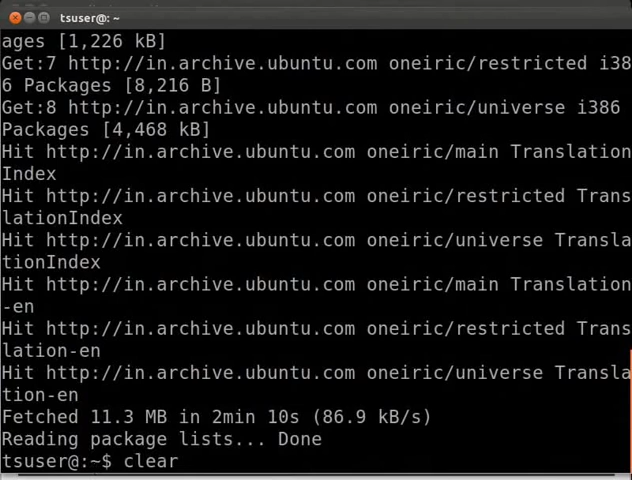 tsuser@: ~
ages [1,226 kB]
Get:7 http://in.archive.ubuntu.com oneiric/restricted i38
6 Packages [8,216 B]
Get:8 http://in.archive.ubuntu.com oneiric/universe i386
Packages [4,468 kB]
Hit http://in.archive.ubuntu.com oneiric/main Translation
Index
Hit http://in.archive.ubuntu.com oneiric/restricted Trans
lationIndex
Hit http://in.archive.ubuntu.com oneiric/universe Transla
tionIndex
Hit http://in.archive.ubuntu.com oneiric/main Translation
-en
Hit http://in.archive.ubuntu.com oneiric/restricted Trans
lation-en
Hit http://in.archive.ubuntu.com oneiric/universe Transla
tion-en
Fetched 11.3 MB in 2min 10s (86.9 kB/s)
Reading package lists... Done
tsuser@:~$ clear